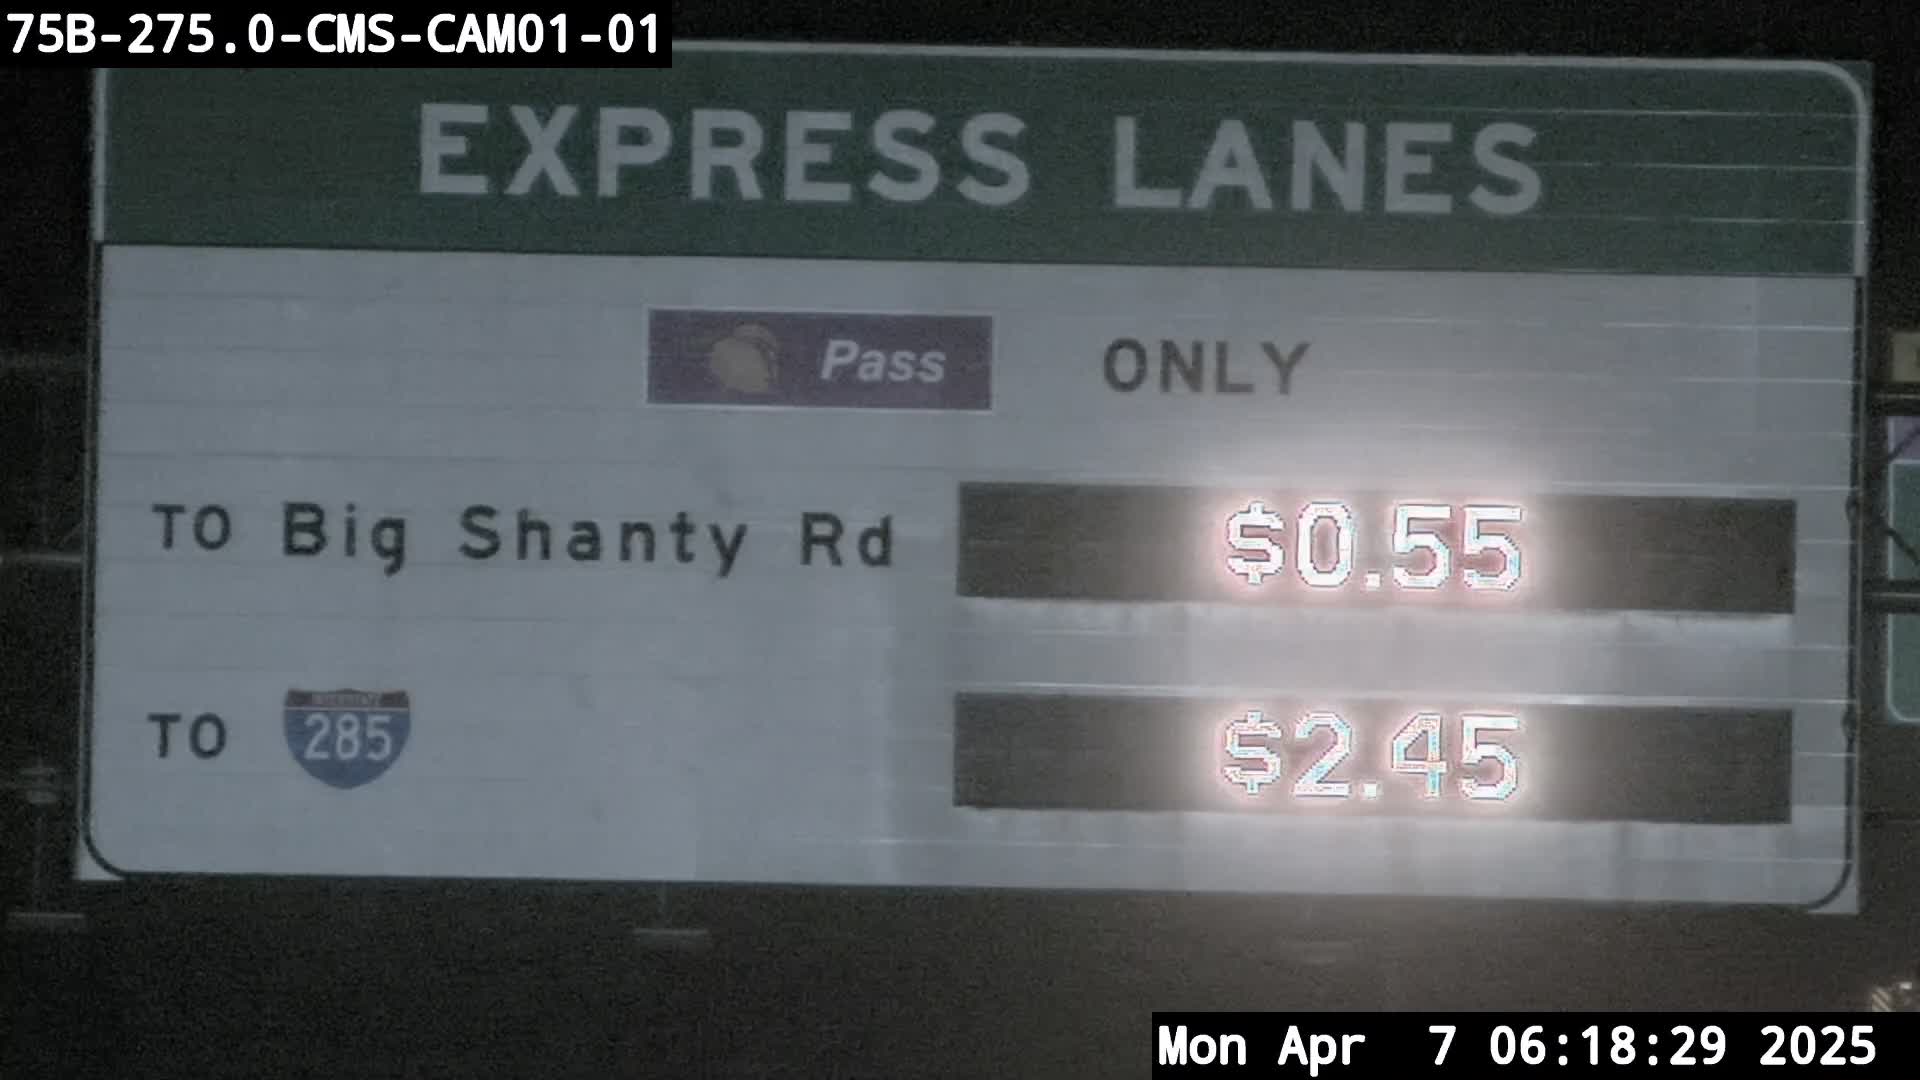 75B-275.0-CMS-CAM01-01
EXPRESS LANES
Pass ONLY
TO Big Shanty Rd $0.55
TO 285 $2.45
Mon Apr 7 06:18:29 2025